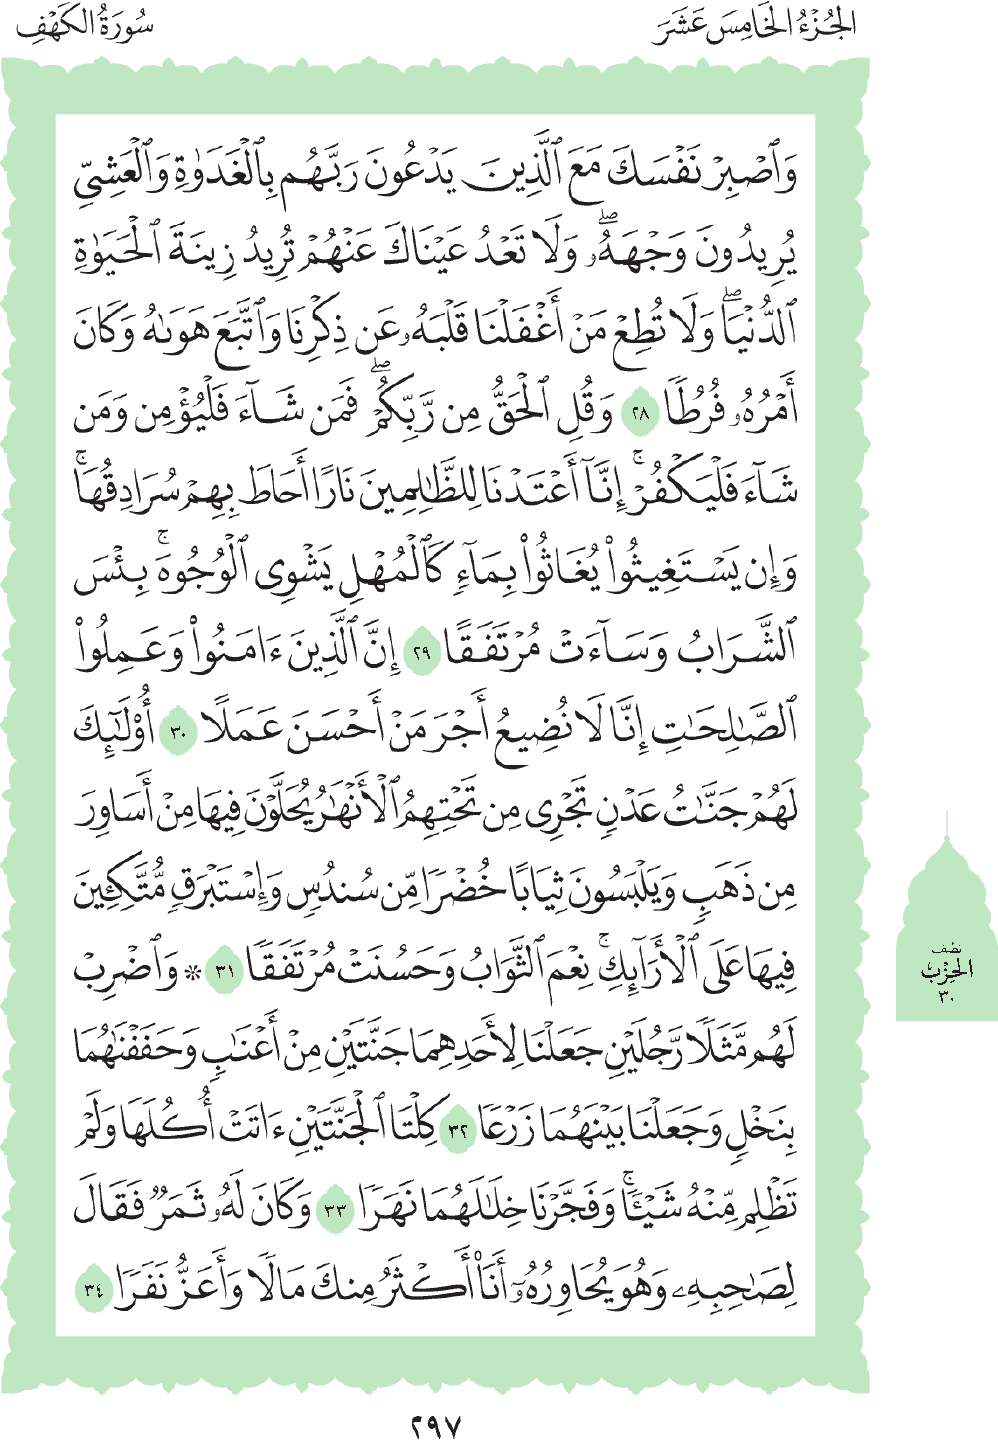 الجُزْءُ الخَامِسَ عَشَرَ
سُورَةُ الكَهْفِ
وَٱصْبِرْ نَفْسَكَ مَعَ ٱلَّذِينَ يَدْعُونَ رَبَّهُم بِٱلْغَدَوٰةِ وَٱلْعَشِىِّ
يُرِيدُونَ وَجْهَهُۥۖ وَلَا تَعْدُ عَيْنَاكَ عَنْهُمْ تُرِيدُ زِينَةَ ٱلْحَيَوٰةِ
ٱلدُّنْيَاۖ وَلَا تُطِعْ مَنْ أَغْفَلْنَا قَلْبَهُۥ عَن ذِكْرِنَا وَٱتَّبَعَ هَوَىٰهُ وَكَانَ
أَمْرُهُۥ فُرُطًا ٢٨ وَقُلِ ٱلْحَقُّ مِن رَّبِّكُمْۖ فَمَن شَآءَ فَلْيُؤْمِن وَمَن
شَآءَ فَلْيَكْفُرْۚ إِنَّآ أَعْتَدْنَا لِلظَّٰلِمِينَ نَارًا أَحَاطَ بِهِمْ سُرَادِقُهَاۚ
وَإِن يَسْتَغِيثُوا۟ يُغَاثُوا۟ بِمَآءٍ كَٱلْمُهْلِ يَشْوِى ٱلْوُجُوهَۚ بِئْسَ
ٱلشَّرَابُ وَسَآءَتْ مُرْتَفَقًا ٢٩ إِنَّ ٱلَّذِينَ ءَامَنُوا۟ وَعَمِلُوا۟
ٱلصَّٰلِحَٰتِ إِنَّا لَا نُضِيعُ أَجْرَ مَنْ أَحْسَنَ عَمَلًا ٣٠ أُو۟لَٰٓئِكَ
لَهُمْ جَنَّٰتُ عَدْنٍ تَجْرِى مِن تَحْتِهِمُ ٱلْأَنْهَٰرُ يُحَلَّوْنَ فِيهَا مِنْ أَسَاوِرَ
مِن ذَهَبٍ وَيَلْبَسُونَ ثِيَابًا خُضْرًا مِّن سُندُسٍ وَإِسْتَبْرَقٍ مُّتَّكِـِٔينَ
فِيهَا عَلَى ٱلْأَرَآئِكِۚ نِعْمَ ٱلثَّوَابُ وَحَسُنَتْ مُرْتَفَقًا ٣١ ۞ وَٱضْرِبْ
لَهُم مَّثَلًا رَّجُلَيْنِ جَعَلْنَا لِأَحَدِهِمَا جَنَّتَيْنِ مِنْ أَعْنَٰبٍ وَحَفَفْنَٰهُمَا
بِنَخْلٍ وَجَعَلْنَا بَيْنَهُمَا زَرْعًا ٣٢ كِلْتَا ٱلْجَنَّتَيْنِ ءَاتَتْ أُكُلَهَا وَلَمْ
تَظْلِم مِّنْهُ شَيْـًٔاۚ وَفَجَّرْنَا خِلَٰلَهُمَا نَهَرًا ٣٣ وَكَانَ لَهُۥ ثَمَرٌ فَقَالَ
لِصَٰحِبِهِۦ وَهُوَ يُحَاوِرُهُۥٓ أَنَا۠ أَكْثَرُ مِنكَ مَالًا وَأَعَزُّ نَفَرًا ٣٤
نصف
الحِزْبُ
٣٠
٢٩٧